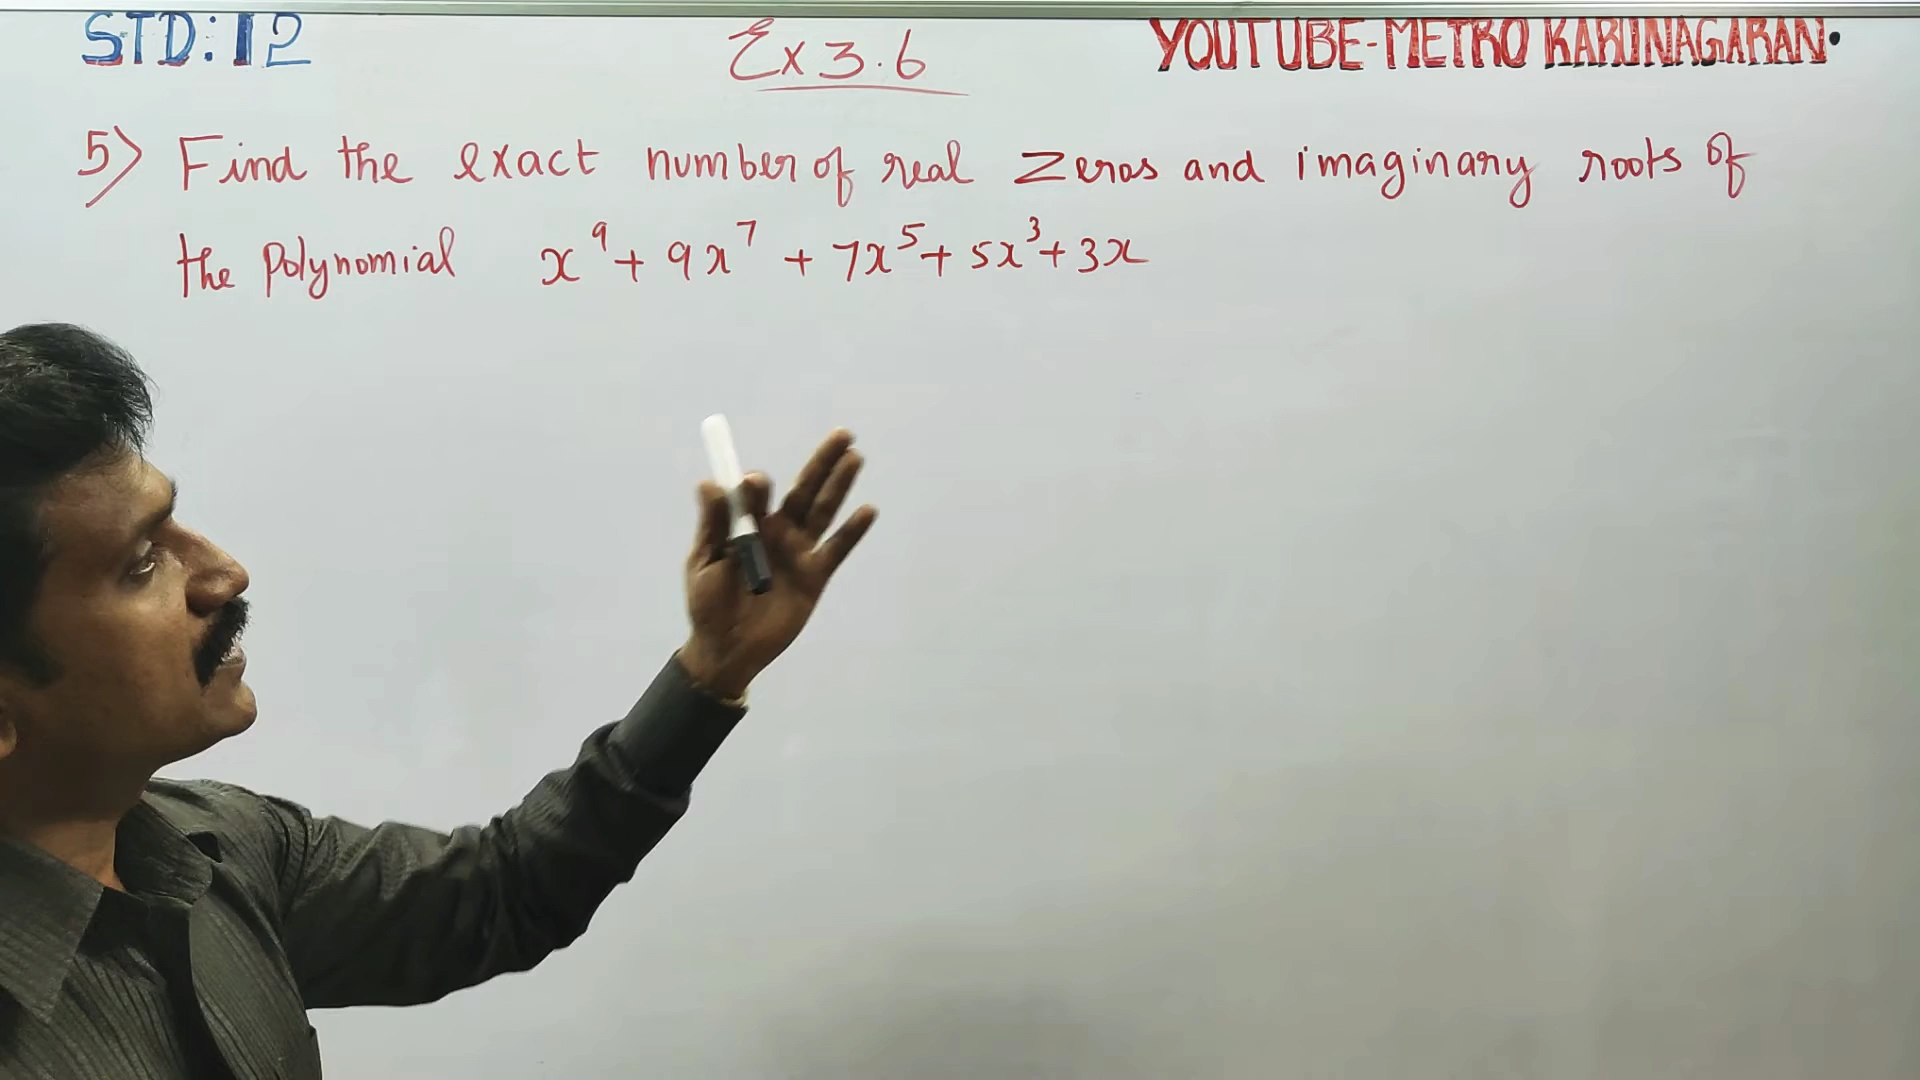 STD: 12
Ex 3.6
YOUTUBE-METRO KARUNAGARAN.
5) Find the exact number of real zeros and imaginary roots of
the polynomial x⁹ + 9x⁷ + 7x⁵ + 5x³ + 3x